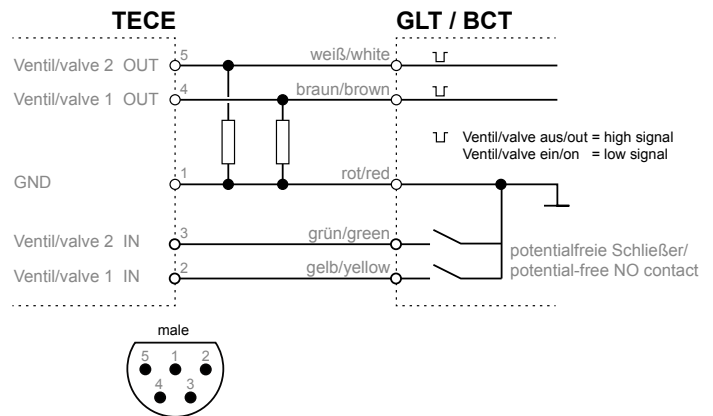 TECE GLT / BCT
Ventil/valve 2 OUT 5 weiß/white
Ventil/valve 1 OUT 4 braun/brown
Ventil/valve aus/out = high signal
Ventil/valve ein/on = low signal
GND 1 rot/red
Ventil/valve 2 IN 3 grün/green
potentialfreie Schließer/
potential-free NO contact
Ventil/valve 1 IN 2 gelb/yellow
male
5 1 2
4 3